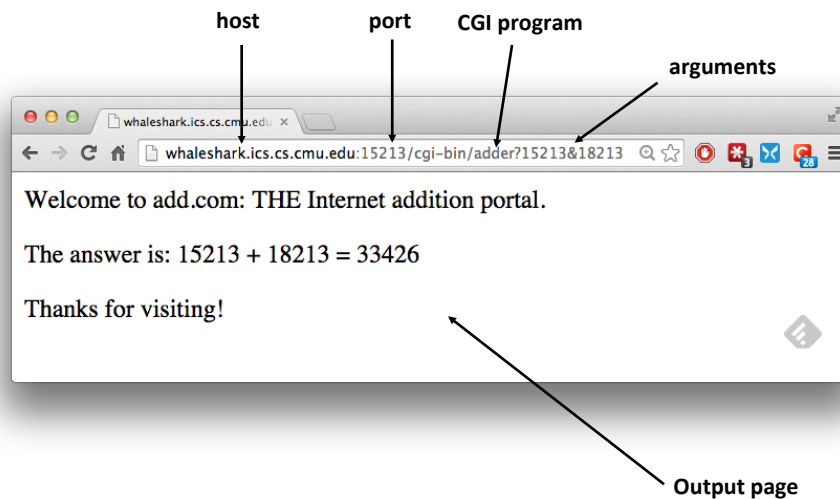 host
port
CGI program
arguments
whaleshark.ics.cs.cmu.edu
whaleshark.ics.cs.cmu.edu:15213/cgi-bin/adder?15213&18213
3
28
Welcome to add.com: THE Internet addition portal.
The answer is: 15213 + 18213 = 33426
Thanks for visiting!
Output page